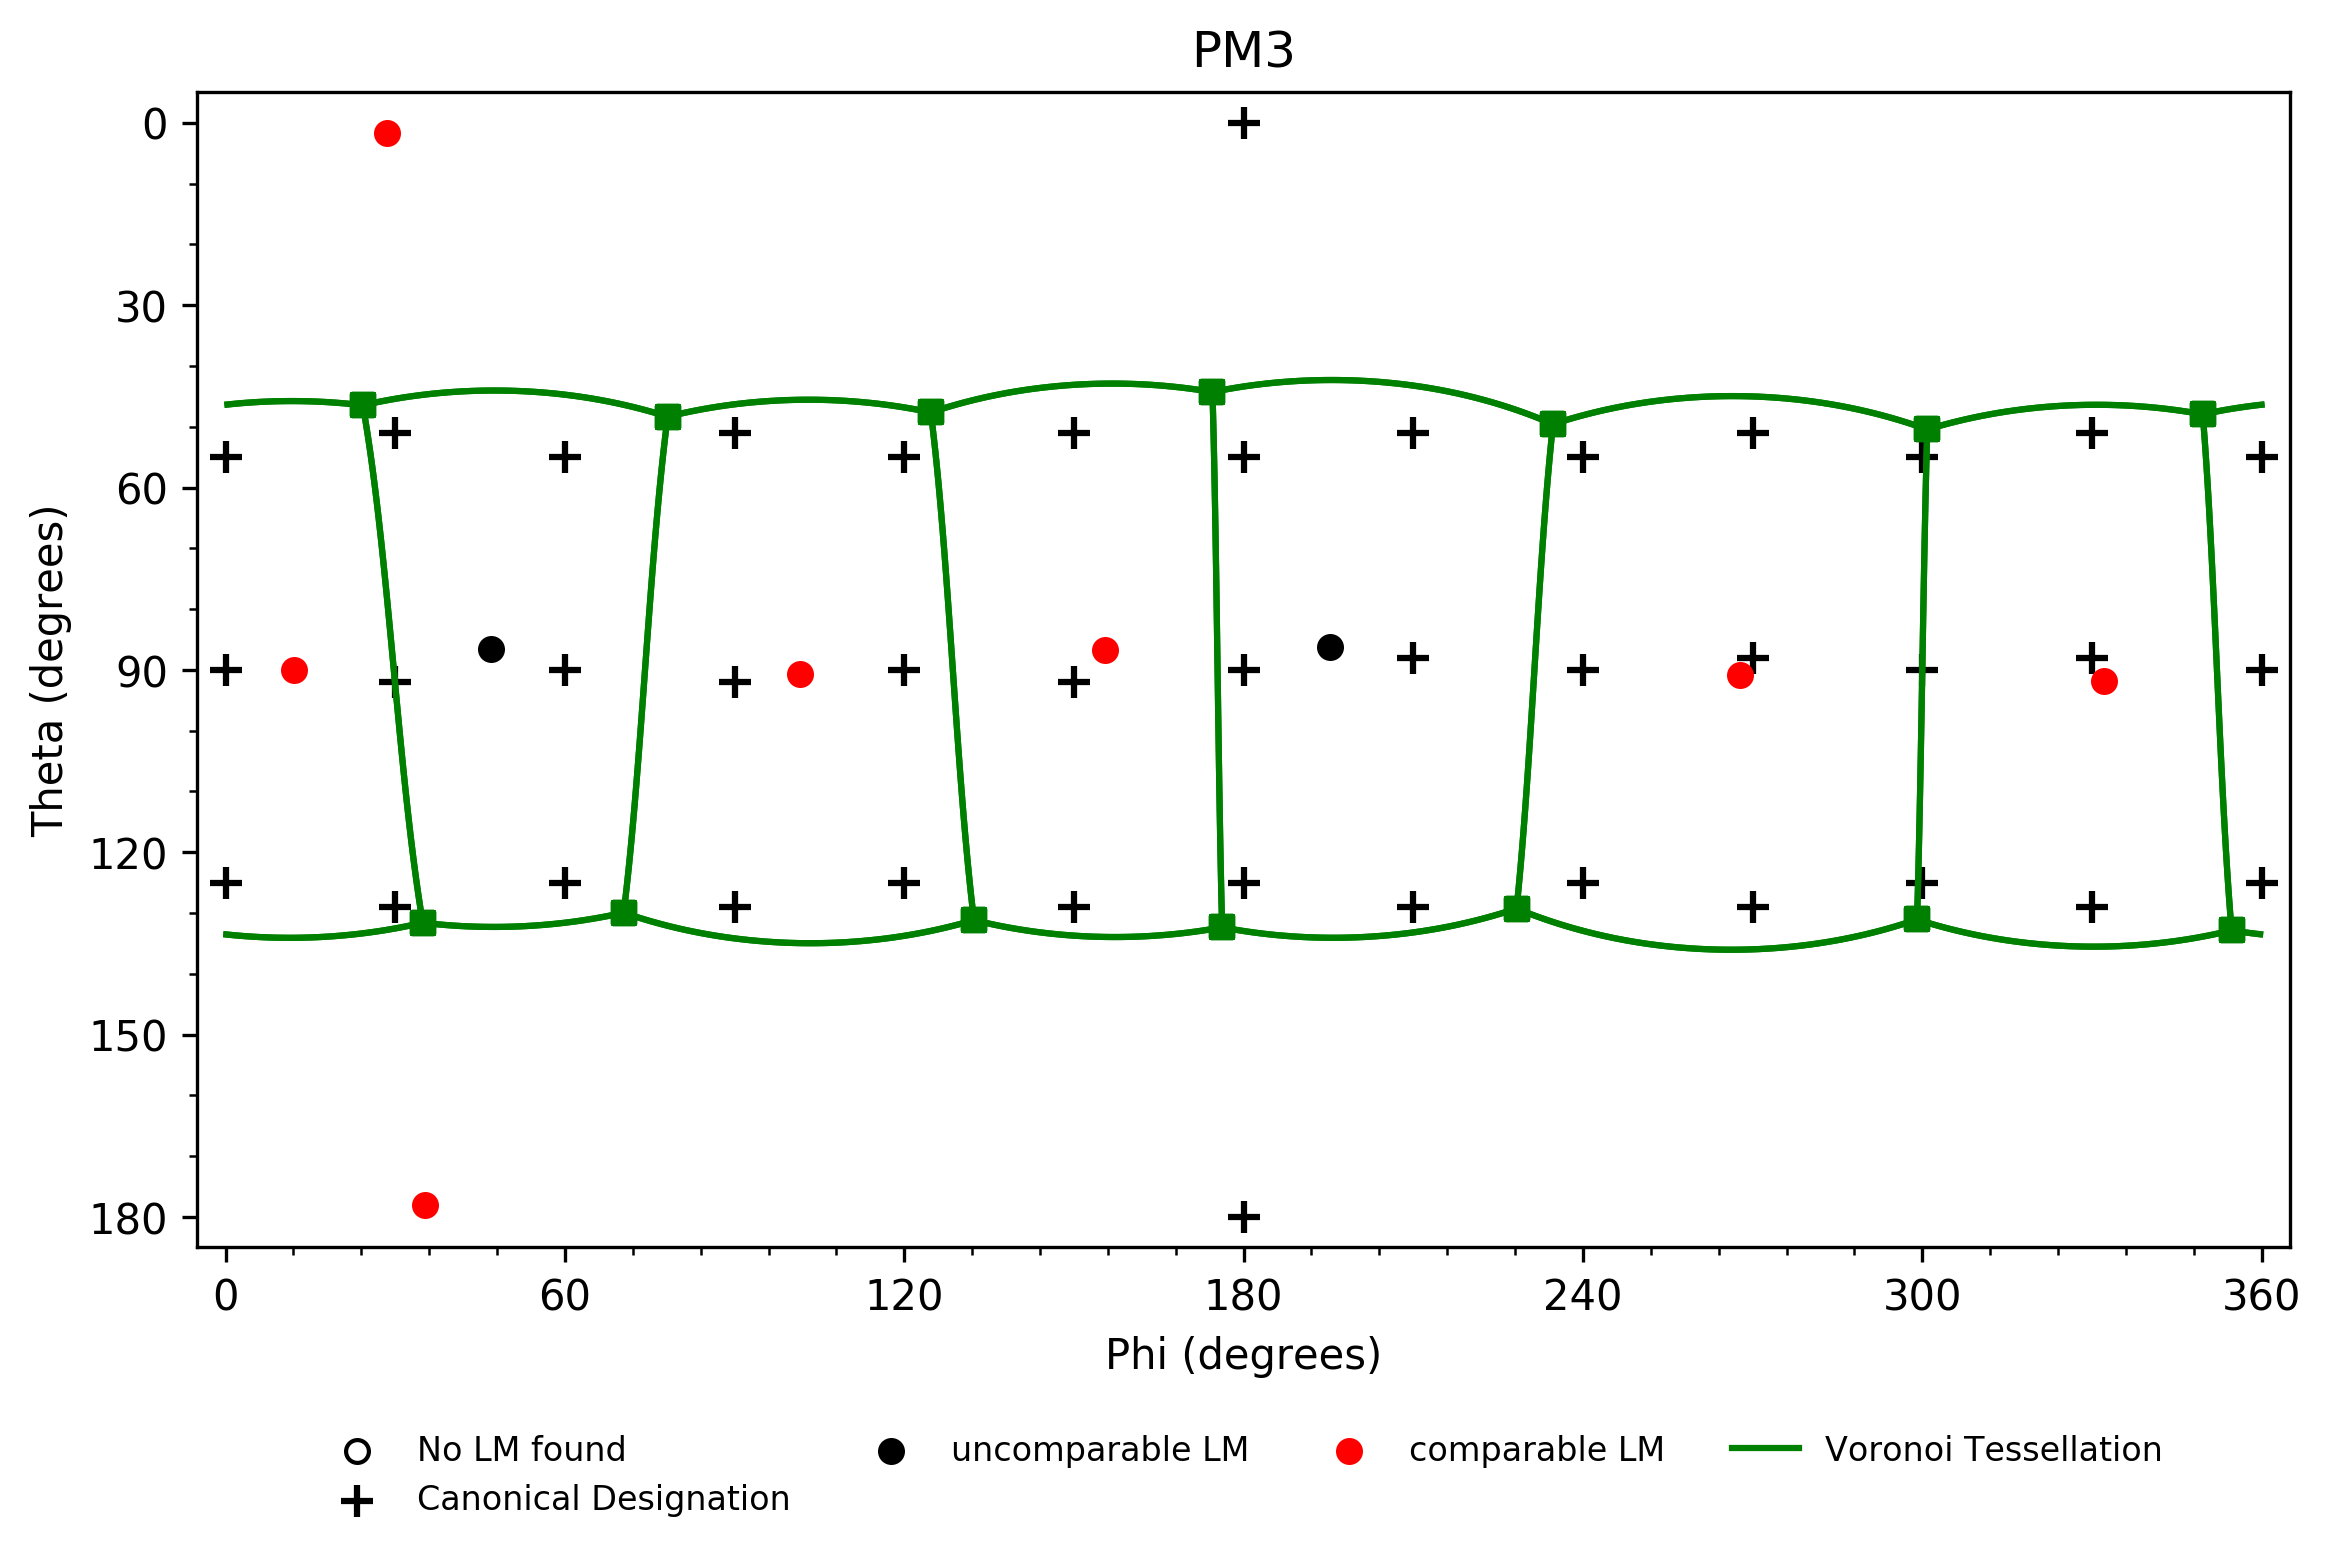 PM3
0
30
60
90
120
150
180
Theta (degrees)
0 60 120 180 240 300 360
Phi (degrees)
No LM found uncomparable LM comparable LM Voronoi Tessellation
Canonical Designation